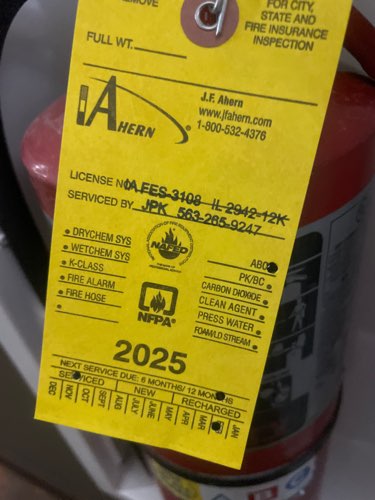 REMOVE
FOR CITY,
STATE AND
FIRE INSURANCE
INSPECTION
FULL WT.
AHERN
J.F. Ahern
www.jfahern.com
1-800-532-4376
LICENSE NO. IA FES-3108 IL 2942-12K
SERVICED BY JPK 563-265-9247
• DRYCHEM SYS
• WETCHEM SYS
• K-CLASS
• FIRE ALARM
• FIRE HOSE
NAFED
NFPA®
ABC
PK/BC
CARBON DIOXIDE
CLEAN AGENT
PRESS WATER
FOAM/LD STREAM
2025
NEXT SERVICE DUE: 6 MONTHS/ 12 MONTHS
SERVICED NEW RECHARGED
DEC NOV OCT SEPT AUG JULY JUNE MAY APR MAR JAN